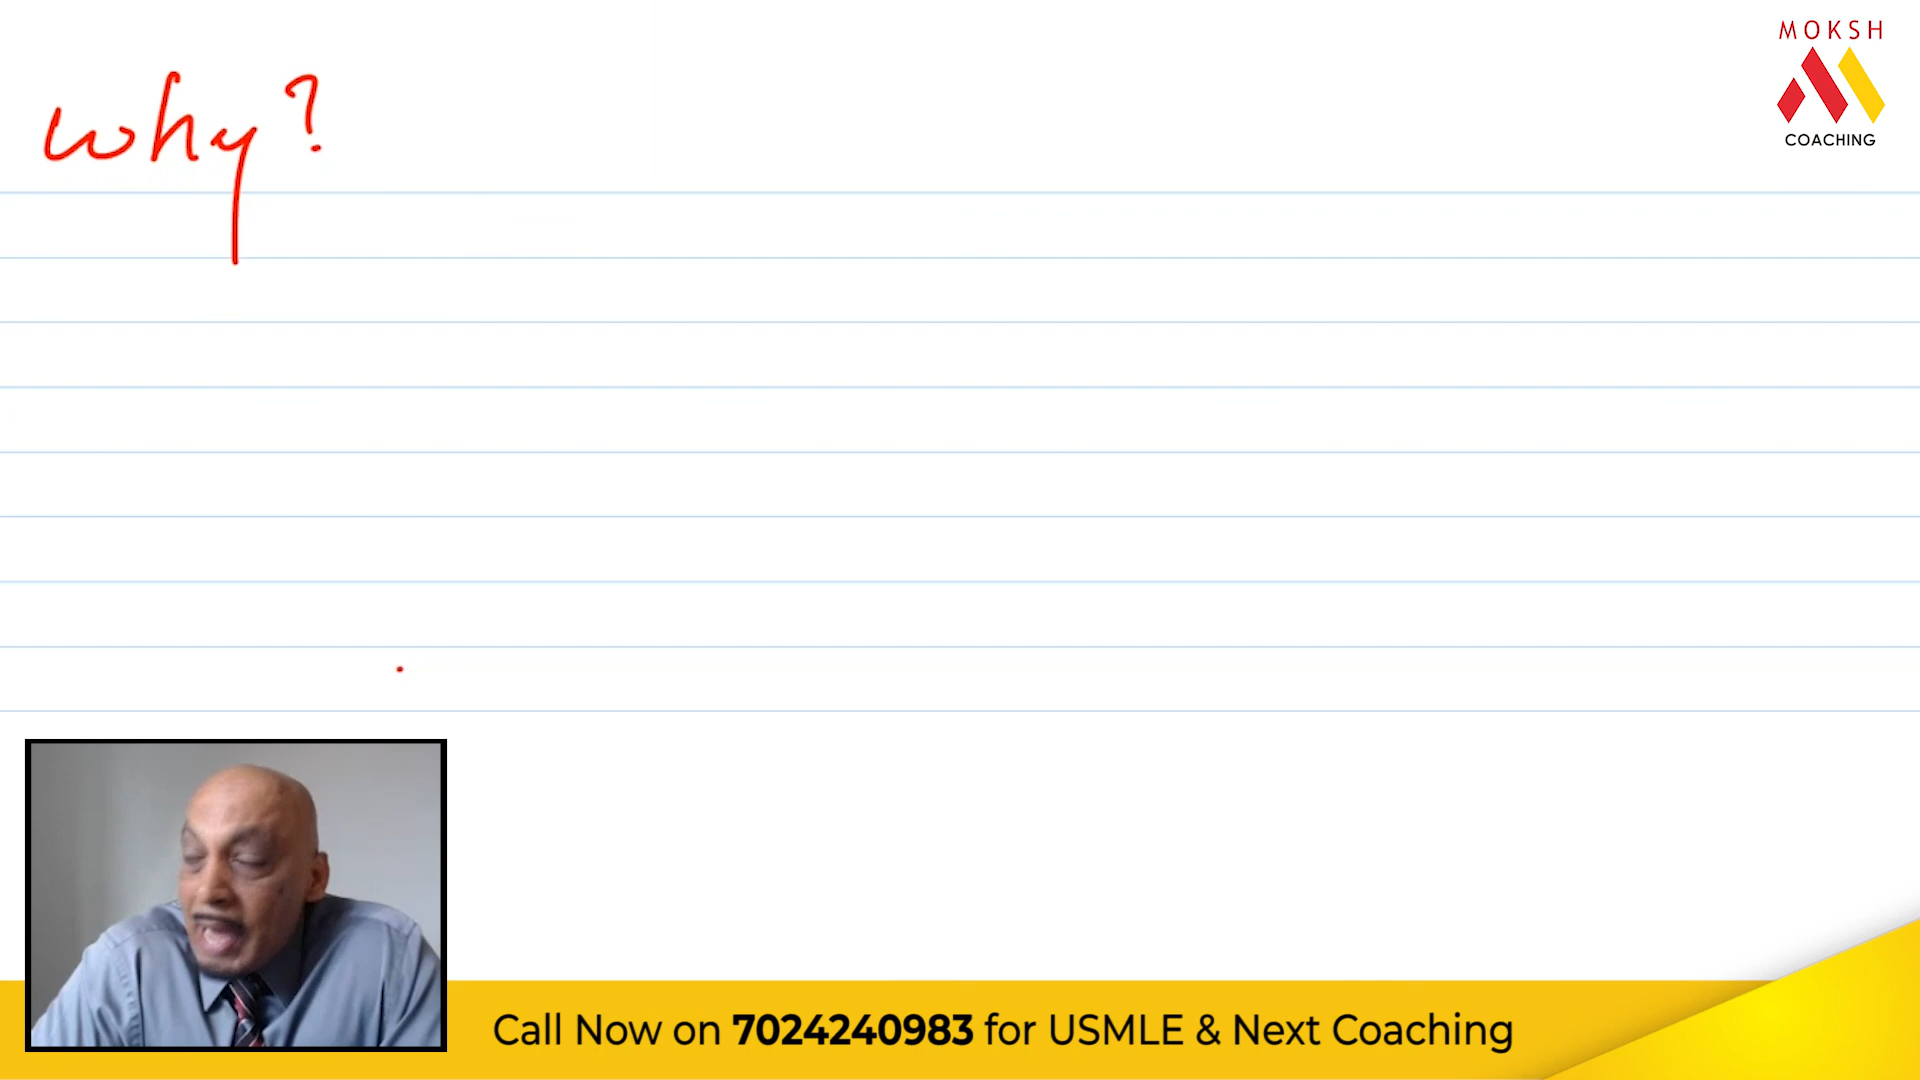 why?
MOKSH
COACHING
Call Now on 7024240983 for USMLE & Next Coaching